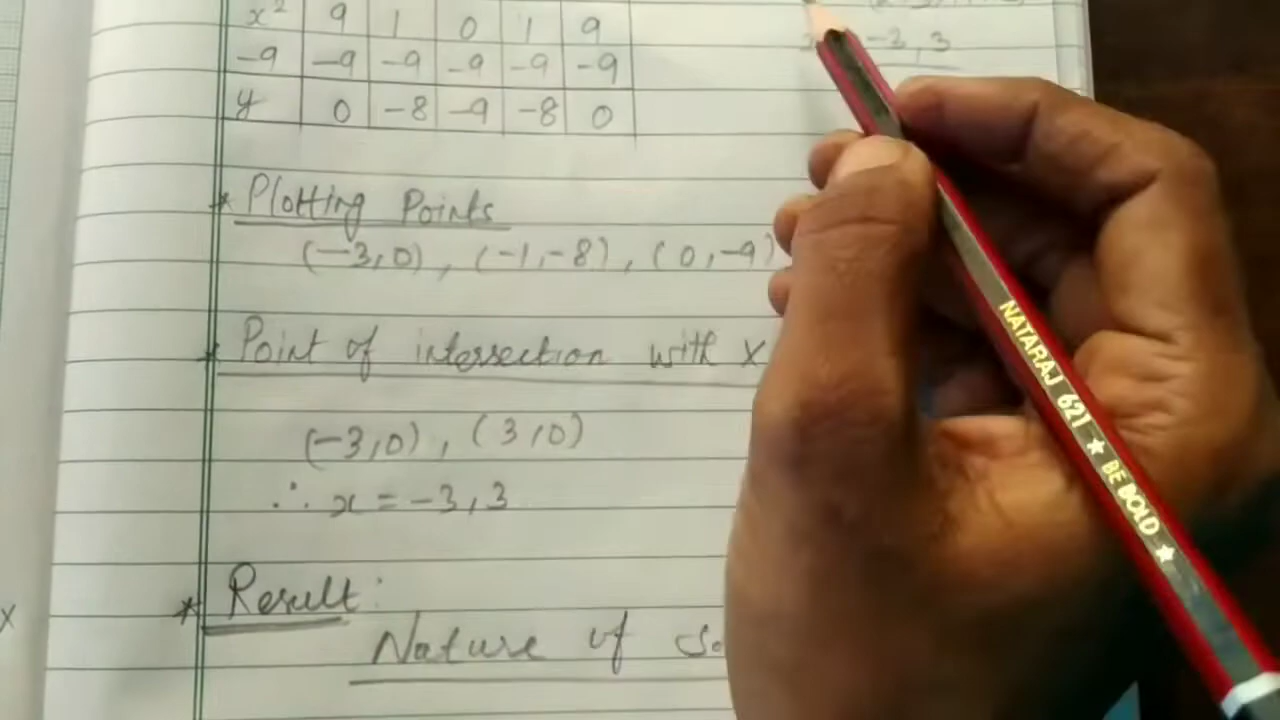 x² 9 1 0 1 9
-9 -9 -9 -9 -9 -9
y 0 -8 -9 -8 0
-3, 3
* Plotting Points
(-3,0), (-1,-8), (0,-9)
* Point of interrection with X
(-3,0), (3,0)
∴ x = -3,3
* Result:
Nature of
X
NATARAJ 621 ★ BE BOLD ★